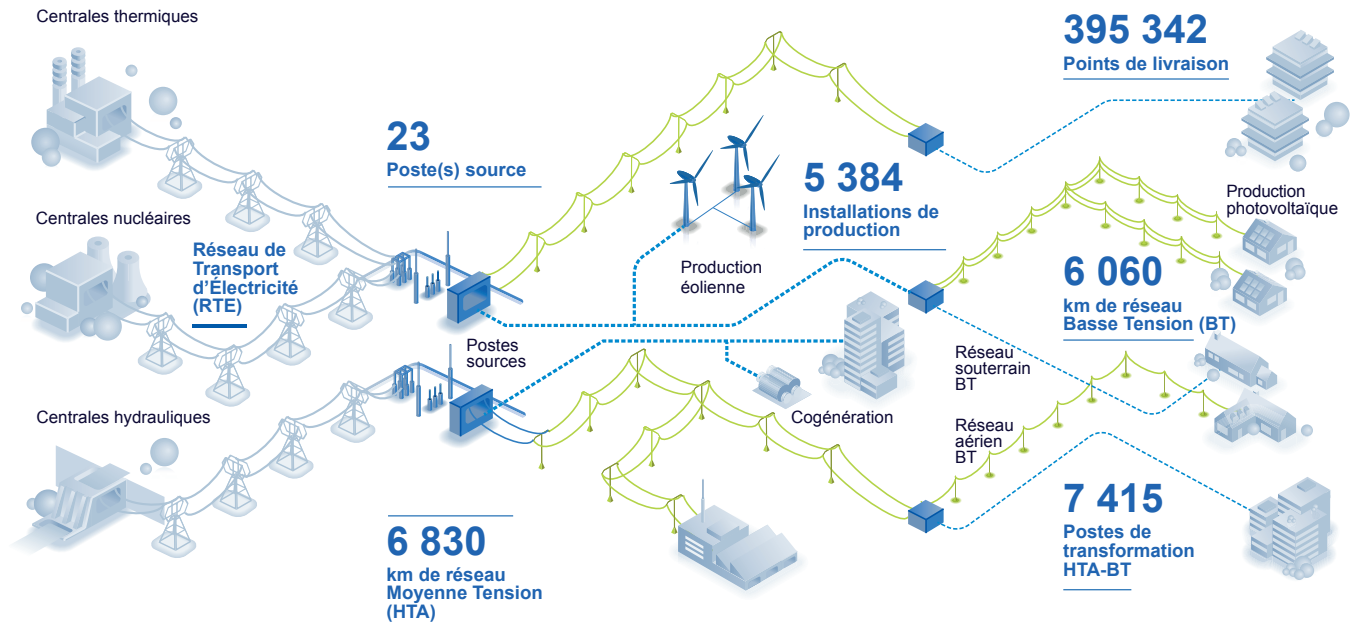 Centrales thermiques
395 342
Points de livraison
23
Poste(s) source
5 384
Installations de
production
Production
photovoltaïque
Centrales nucléaires
Réseau de
Transport
d'Électricité
(RTE)
Production
éolienne
6 060
km de réseau
Basse Tension (BT)
Postes
sources
Réseau
souterrain
BT
Centrales hydrauliques
Cogénération
Réseau
aérien
BT
6 830
km de réseau
Moyenne Tension
(HTA)
7 415
Postes de
transformation
HTA-BT